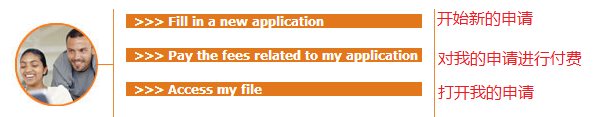 >>> Fill in a new application 开始新的申请
>>> Pay the fees related to my application 对我的申请进行付费
>>> Access my file 打开我的申请